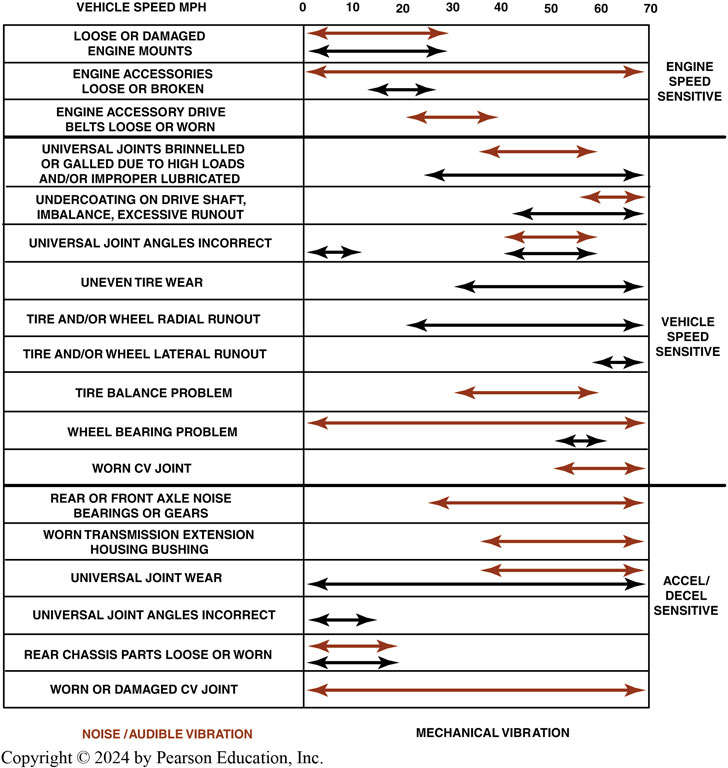 VEHICLE SPEED MPH 0 10 20 30 40 50 60 70
LOOSE OR DAMAGED
ENGINE MOUNTS
ENGINE ACCESSORIES
LOOSE OR BROKEN
ENGINE ACCESSORY DRIVE
BELTS LOOSE OR WORN
ENGINE
SPEED
SENSITIVE
UNIVERSAL JOINTS BRINNELLED
OR GALLED DUE TO HIGH LOADS
AND/OR IMPROPER LUBRICATED
UNDERCOATING ON DRIVE SHAFT,
IMBALANCE, EXCESSIVE RUNOUT
UNIVERSAL JOINT ANGLES INCORRECT
UNEVEN TIRE WEAR
TIRE AND/OR WHEEL RADIAL RUNOUT
TIRE AND/OR WHEEL LATERAL RUNOUT
TIRE BALANCE PROBLEM
WHEEL BEARING PROBLEM
WORN CV JOINT
VEHICLE
SPEED
SENSITIVE
REAR OR FRONT AXLE NOISE
BEARINGS OR GEARS
WORN TRANSMISSION EXTENSION
HOUSING BUSHING
UNIVERSAL JOINT WEAR
UNIVERSAL JOINT ANGLES INCORRECT
REAR CHASSIS PARTS LOOSE OR WORN
WORN OR DAMAGED CV JOINT
ACCEL/
DECEL
SENSITIVE
NOISE/AUDIBLE VIBRATION MECHANICAL VIBRATION
Copyright © 2024 by Pearson Education, Inc.